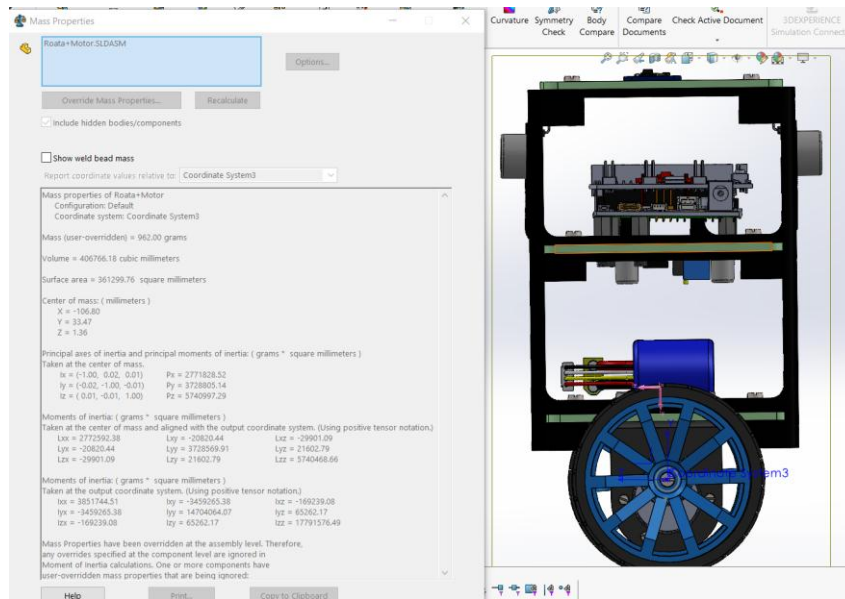 Mass Properties
Roata+Motor.SLDASM
Options...
Override Mass Properties...
Recalculate
Include hidden bodies/components
Show weld bead mass
Report coordinate values relative to:
Coordinate System3
Mass properties of Roata+Motor
Configuration: Default
Coordinate system: Coordinate System3
Mass (user-overridden) = 962.00 grams
Volume = 406766.18 cubic millimeters
Surface area = 361299.76 square millimeters
Center of mass: ( millimeters )
X = -106.80
Y = 33.47
Z = 1.36
Principal axes of inertia and principal moments of inertia: ( grams * square millimeters )
Taken at the center of mass.
Ix = (-1.00, 0.02, 0.01) Px = 2771828.52
Iy = (-0.02, -1.00, -0.01) Py = 3728805.14
Iz = ( 0.01, -0.01, 1.00) Pz = 5740997.29
Moments of inertia: ( grams * square millimeters )
Taken at the center of mass and aligned with the output coordinate system. (Using positive tensor notation.)
Lxx = 2772592.38 Lxy = -20820.44 Lxz = -29901.09
Lyx = -20820.44 Lyy = 3728569.91 Lyz = 21602.79
Lzx = -29901.09 Lzy = 21602.79 Lzz = 5740468.66
Moments of inertia: ( grams * square millimeters )
Taken at the output coordinate system. (Using positive tensor notation.)
Ixx = 3851744.51 Ixy = -3459265.38 Ixz = -169239.08
Iyx = -3459265.38 Iyy = 14704064.07 Iyz = 65262.17
Izx = -169239.08 Izy = 65262.17 Izz = 17791576.49
Mass Properties have been overridden at the assembly level. Therefore,
any overrides specified at the component level are ignored in
Moment of Inertia calculations. One or more components have
user-overridden mass properties that are being ignored:
Help
Print...
Copy to Clipboard
Curvature
Symmetry Check
Body Compare
Compare Documents
Check Active Document
3DEXPERIENCE
Simulation Connect
Coordinate System3